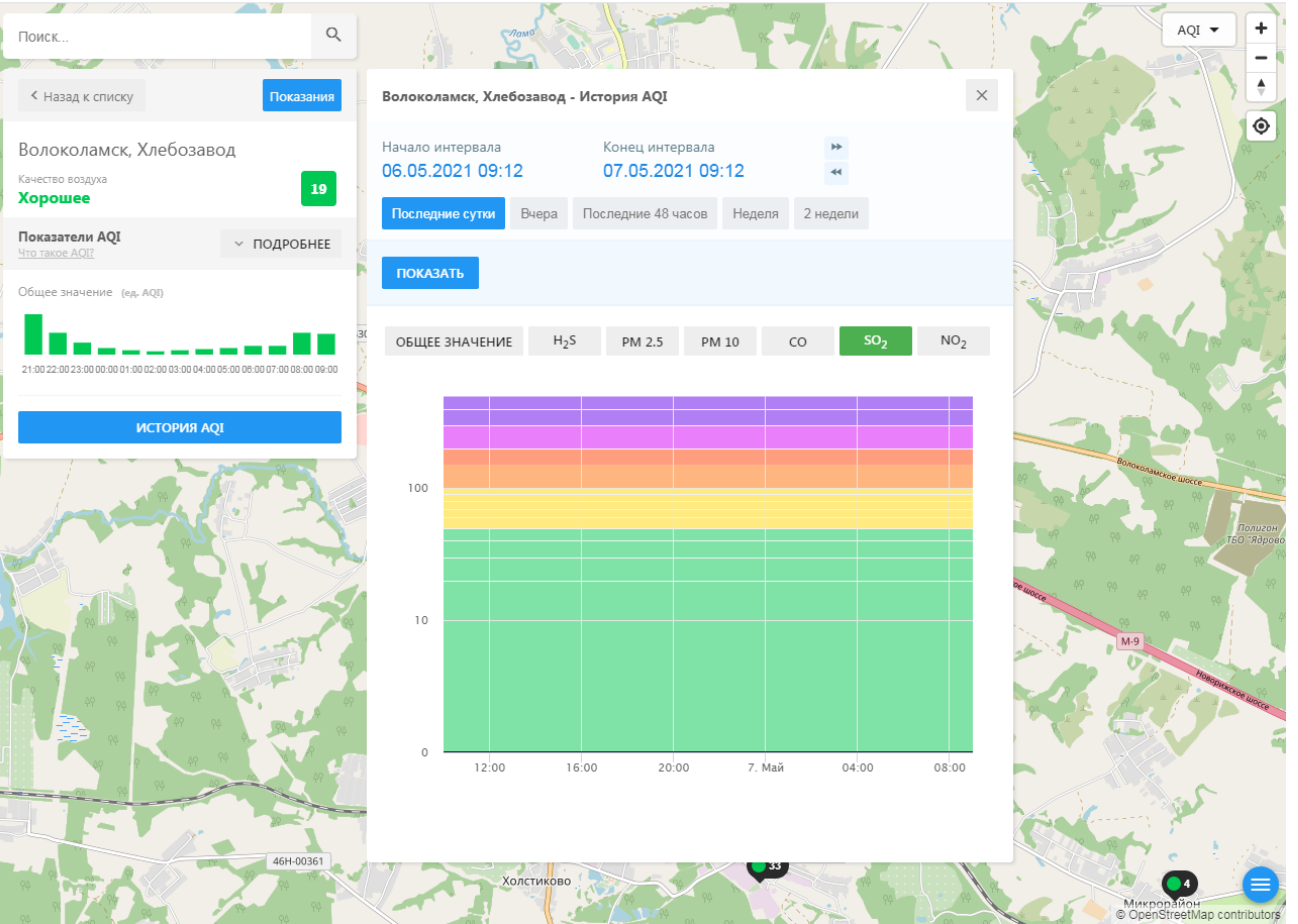 Поиск...
AQI
Назад к списку
Показания
Волоколамск, Хлебозавод
Качество воздуха
Хорошее
19
Показатели AQI
Что такое AQI?
ПОДРОБНЕЕ
Общее значение (ед. AQI)
21:00 22:00 23:00 00:00 01:00 02:00 03:00 04:00 05:00 06:00 07:00 08:00 09:00
ИСТОРИЯ AQI
Волоколамск, Хлебозавод - История AQI
Начало интервала
Конец интервала
06.05.2021 09:12
07.05.2021 09:12
Последние сутки
Вчера
Последние 48 часов
Неделя
2 недели
ПОКАЗАТЬ
ОБЩЕЕ ЗНАЧЕНИЕ
H2S
PM 2.5
PM 10
CO
SO2
NO2
100
10
0
12:00 16:00 20:00 7. Май 04:00 08:00
Лама
Волоколамское шоссе
Полигон
ТБО "Ядрово
M-9
Новорижское шоссе
46Н-00361
Холстиково
33
4
Микрорайон
© OpenStreetMap contributors